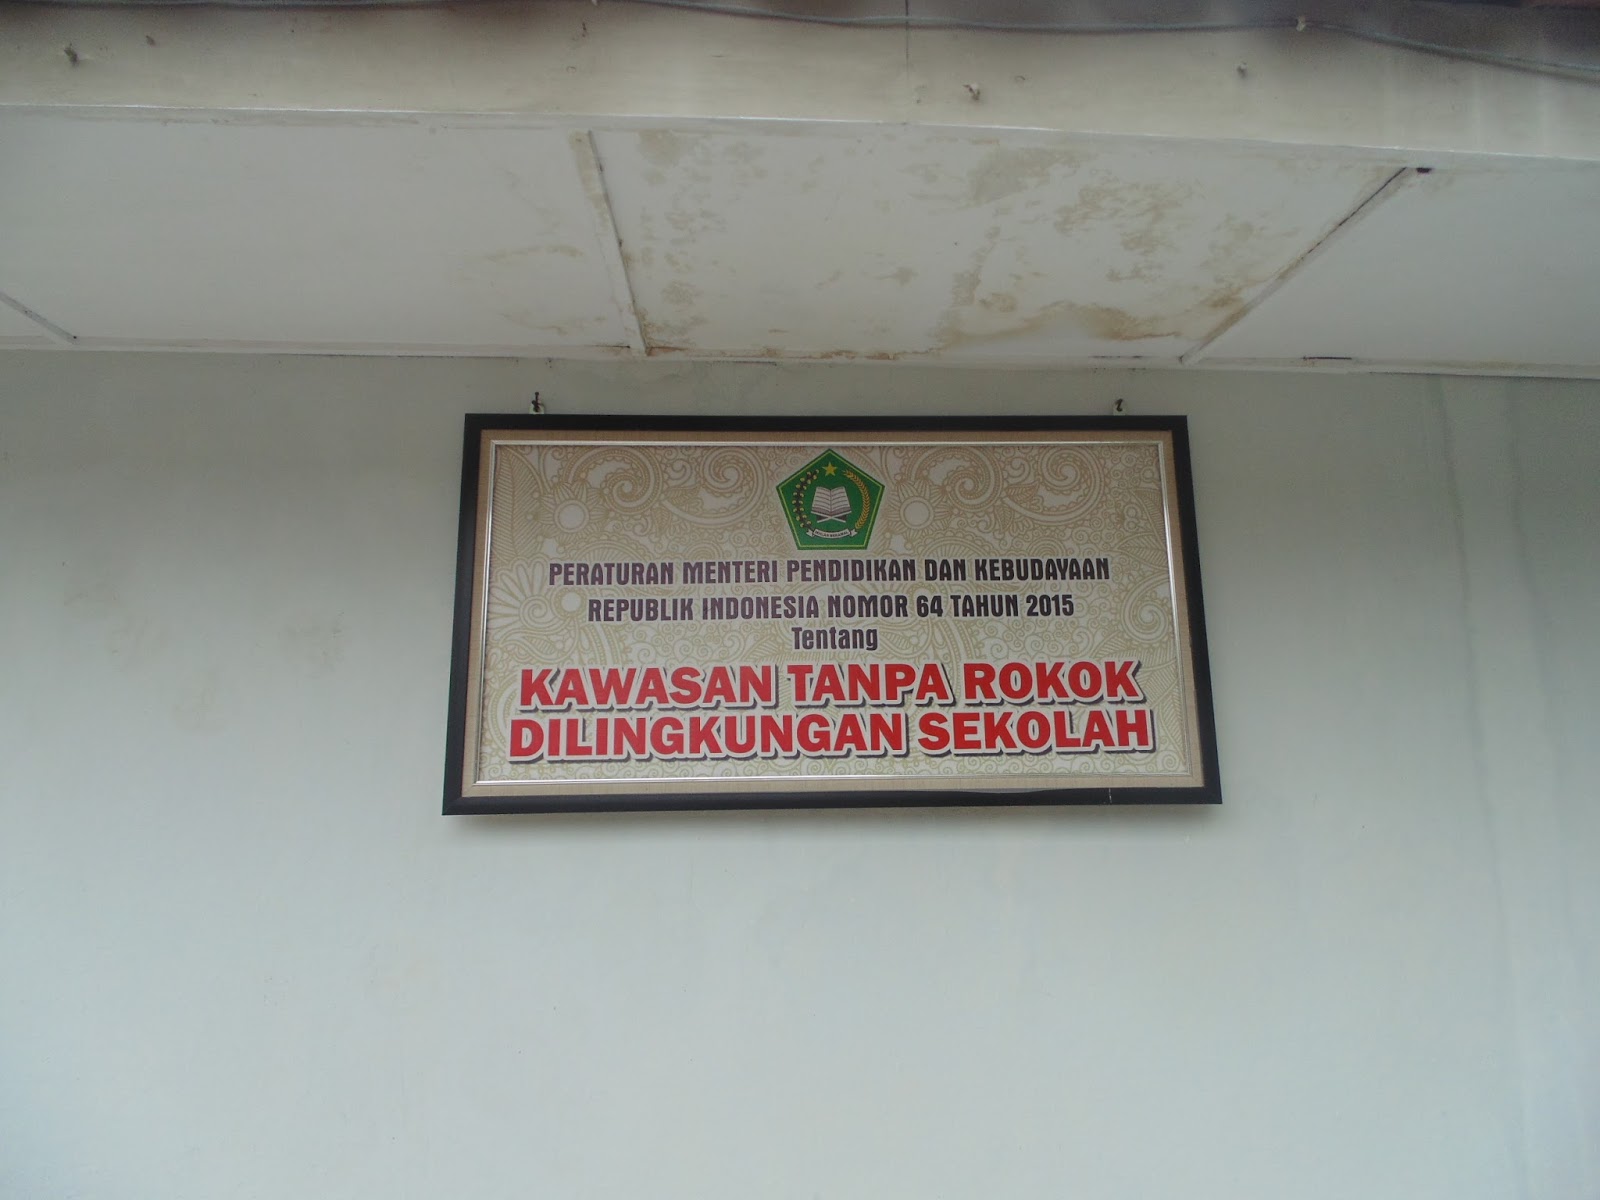 PERATURAN MENTERI PENDIDIKAN DAN KEBUDAYAAN
REPUBLIK INDONESIA NOMOR 64 TAHUN 2015
Tentang
KAWASAN TANPA ROKOK
DILINGKUNGAN SEKOLAH